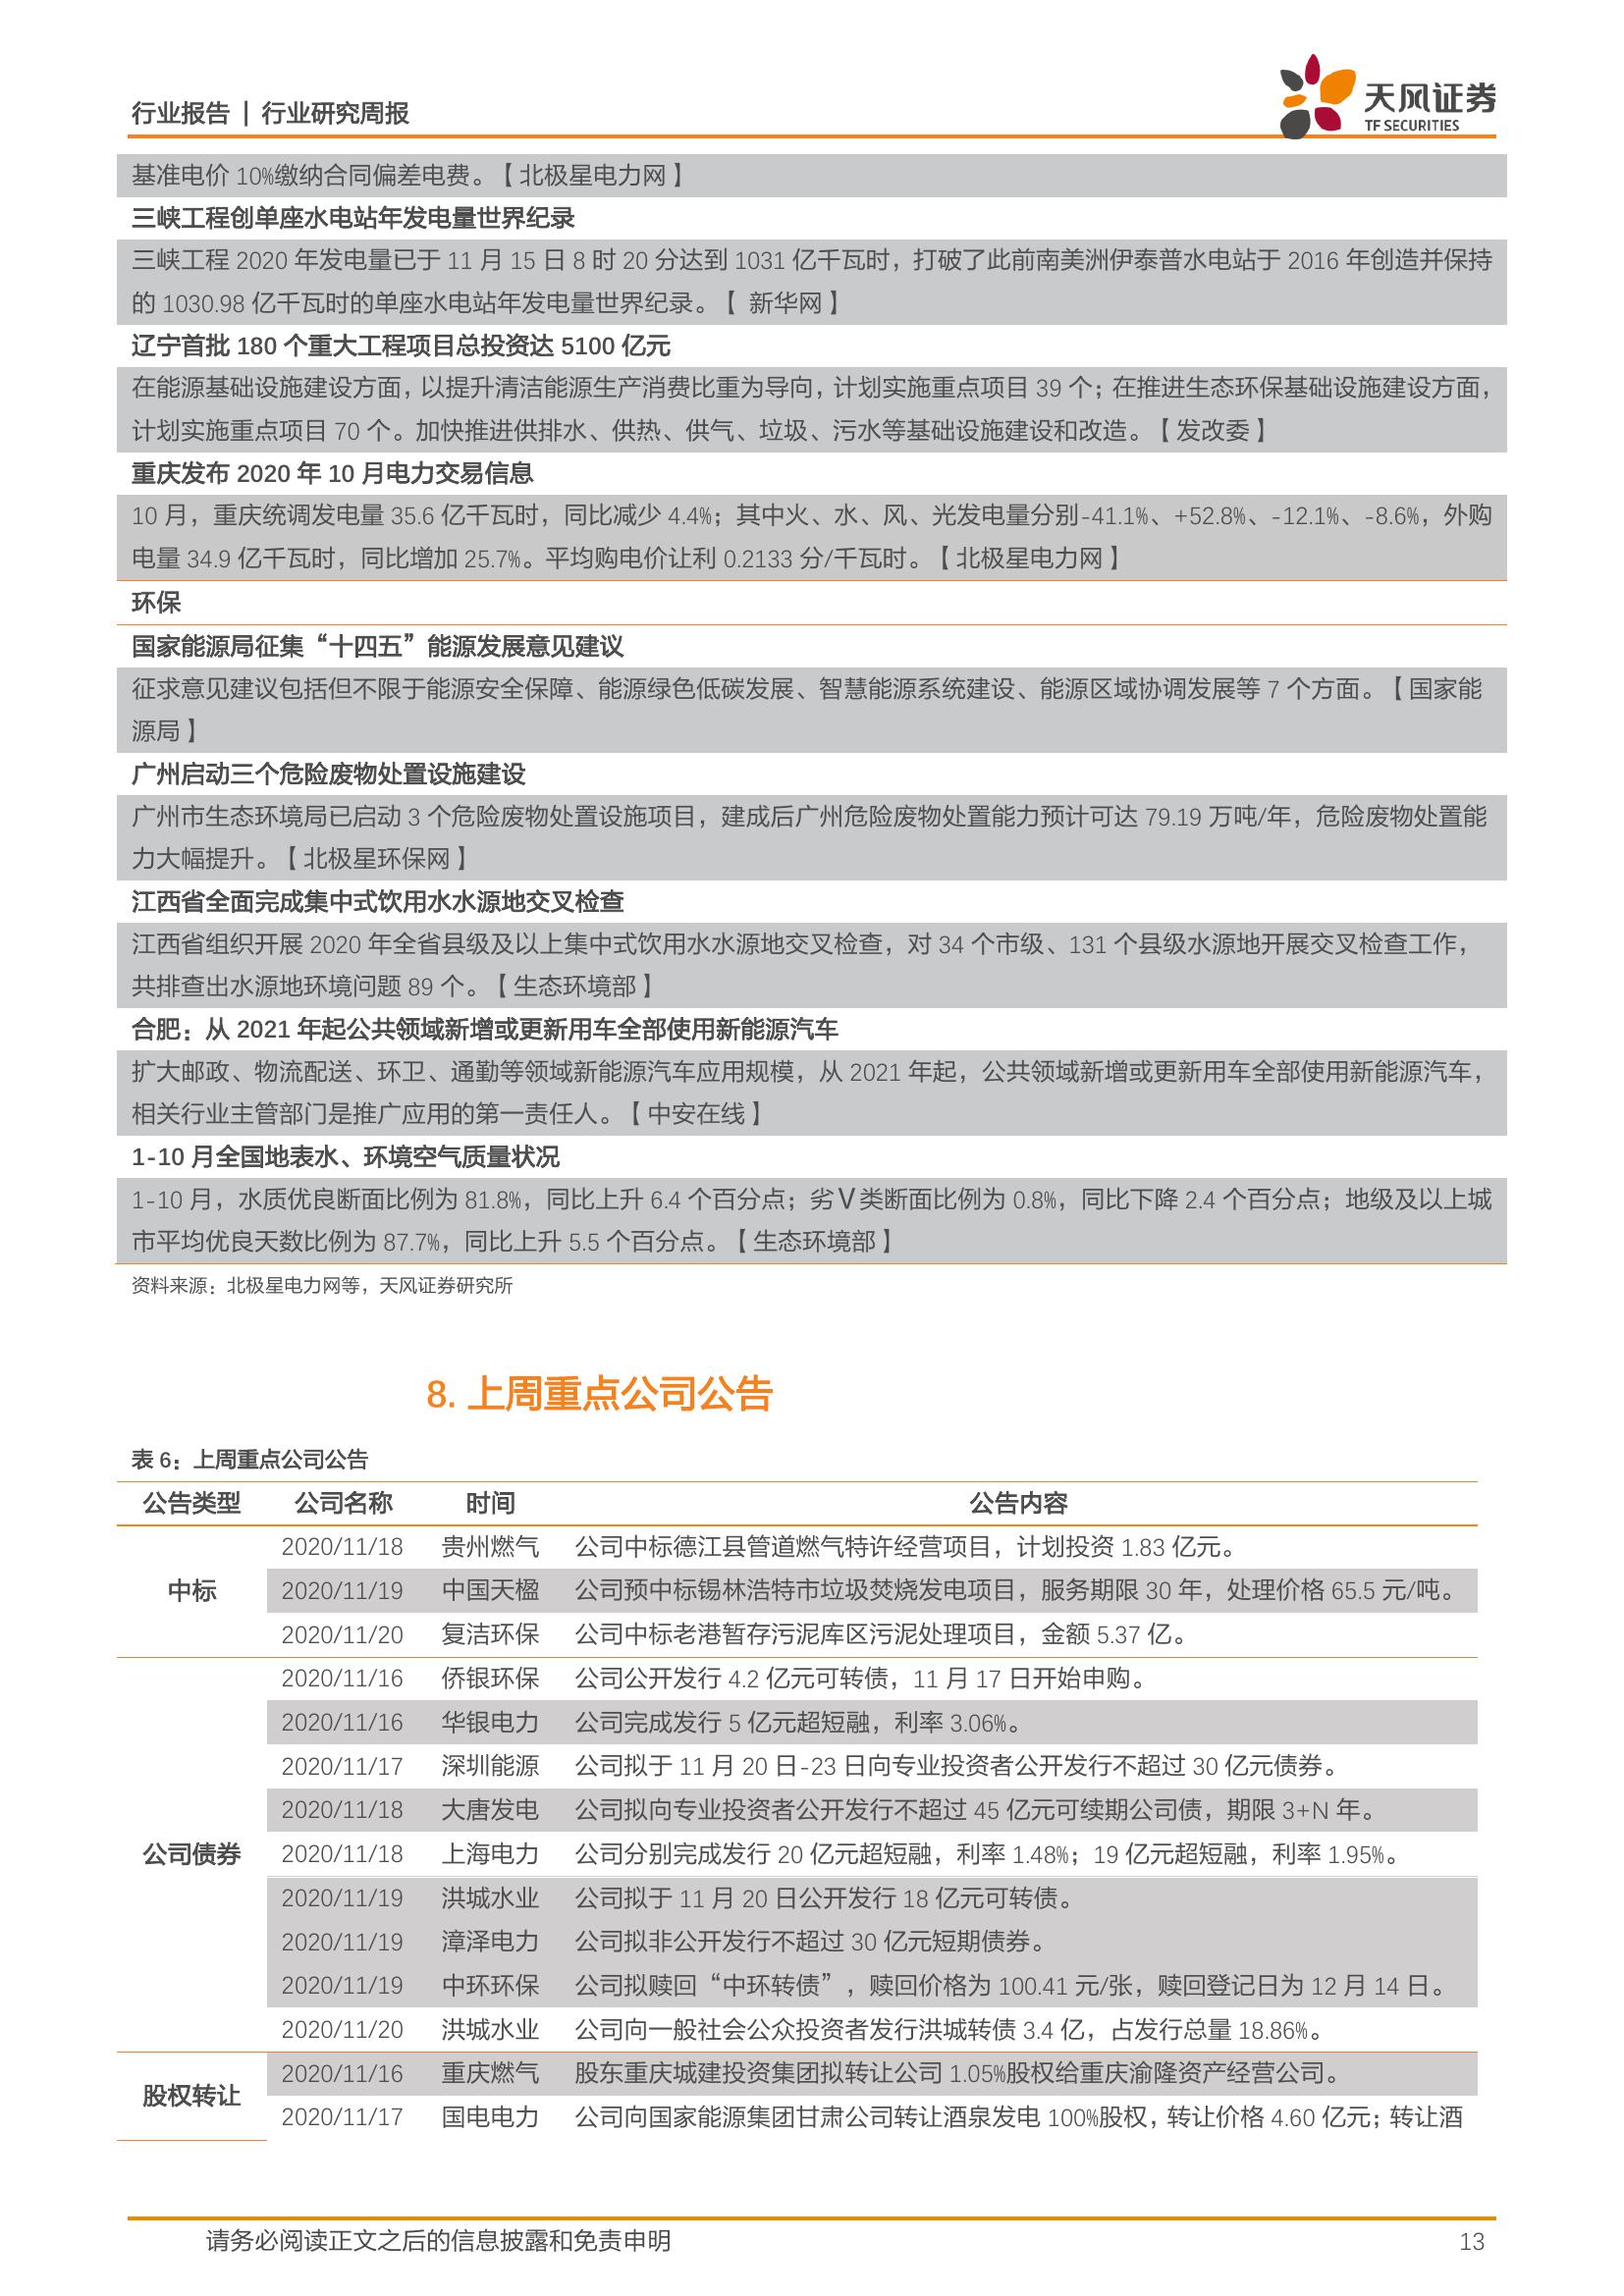 行业报告 | 行业研究周报
天风证券
TF SECURITIES
基准电价 10%缴纳合同偏差电费。【北极星电力网】
三峡工程创单座水电站年发电量世界纪录
三峡工程 2020 年发电量已于 11 月 15 日 8 时 20 分达到 1031 亿千瓦时，打破了此前南美洲伊泰普水电站于 2016 年创造并保持
的 1030.98 亿千瓦时的单座水电站年发电量世界纪录。【 新华网】
辽宁首批 180 个重大工程项目总投资达 5100 亿元
在能源基础设施建设方面，以提升清洁能源生产消费比重为导向，计划实施重点项目 39 个；在推进生态环保基础设施建设方面，
计划实施重点项目 70 个。加快推进供排水、供热、供气、垃圾、污水等基础设施建设和改造。【发改委】
重庆发布 2020 年 10 月电力交易信息
10 月，重庆统调发电量 35.6 亿千瓦时，同比减少 4.4%；其中火、水、风、光发电量分别-41.1%、+52.8%、-12.1%、-8.6%，外购
电量 34.9 亿千瓦时，同比增加 25.7%。平均购电价让利 0.2133 分/千瓦时。【北极星电力网】
环保
国家能源局征集“十四五”能源发展意见建议
征求意见建议包括但不限于能源安全保障、能源绿色低碳发展、智慧能源系统建设、能源区域协调发展等 7 个方面。【国家能
源局】
广州启动三个危险废物处置设施建设
广州市生态环境局已启动 3 个危险废物处置设施项目，建成后广州危险废物处置能力预计可达 79.19 万吨/年，危险废物处置能
力大幅提升。【北极星环保网】
江西省全面完成集中式饮用水水源地交叉检查
江西省组织开展 2020 年全省县级及以上集中式饮用水水源地交叉检查，对 34 个市级、131 个县级水源地开展交叉检查工作，
共排查出水源地环境问题 89 个。【生态环境部】
合肥：从 2021 年起公共领域新增或更新用车全部使用新能源汽车
扩大邮政、物流配送、环卫、通勤等领域新能源汽车应用规模，从 2021 年起，公共领域新增或更新用车全部使用新能源汽车，
相关行业主管部门是推广应用的第一责任人。【中安在线】
1-10 月全国地表水、环境空气质量状况
1-10 月，水质优良断面比例为 81.8%，同比上升 6.4 个百分点；劣Ⅴ类断面比例为 0.8%，同比下降 2.4 个百分点；地级及以上城
市平均优良天数比例为 87.7%，同比上升 5.5 个百分点。【生态环境部】
资料来源：北极星电力网等，天风证券研究所
8. 上周重点公司公告
表 6：上周重点公司公告
公告类型 公司名称 时间 公告内容
2020/11/18 贵州燃气 公司中标德江县管道燃气特许经营项目，计划投资 1.83 亿元。
中标 2020/11/19 中国天楹 公司预中标锡林浩特市垃圾焚烧发电项目，服务期限 30 年，处理价格 65.5 元/吨。
2020/11/20 复洁环保 公司中标老港暂存污泥库区污泥处理项目，金额 5.37 亿。
2020/11/16 侨银环保 公司公开发行 4.2 亿元可转债，11 月 17 日开始申购。
2020/11/16 华银电力 公司完成发行 5 亿元超短融，利率 3.06%。
2020/11/17 深圳能源 公司拟于 11 月 20 日-23 日向专业投资者公开发行不超过 30 亿元债券。
2020/11/18 大唐发电 公司拟向专业投资者公开发行不超过 45 亿元可续期公司债，期限 3+N 年。
公司债券 2020/11/18 上海电力 公司分别完成发行 20 亿元超短融，利率 1.48%；19 亿元超短融，利率 1.95%。
2020/11/19 洪城水业 公司拟于 11 月 20 日公开发行 18 亿元可转债。
2020/11/19 漳泽电力 公司拟非公开发行不超过 30 亿元短期债券。
2020/11/19 中环环保 公司拟赎回“中环转债”，赎回价格为 100.41 元/张，赎回登记日为 12 月 14 日。
2020/11/20 洪城水业 公司向一般社会公众投资者发行洪城转债 3.4 亿，占发行总量 18.86%。
2020/11/16 重庆燃气 股东重庆城建投资集团拟转让公司 1.05%股权给重庆渝隆资产经营公司。
股权转让
2020/11/17 国电电力 公司向国家能源集团甘肃公司转让酒泉发电 100%股权，转让价格 4.60 亿元；转让酒
请务必阅读正文之后的信息披露和免责申明 13